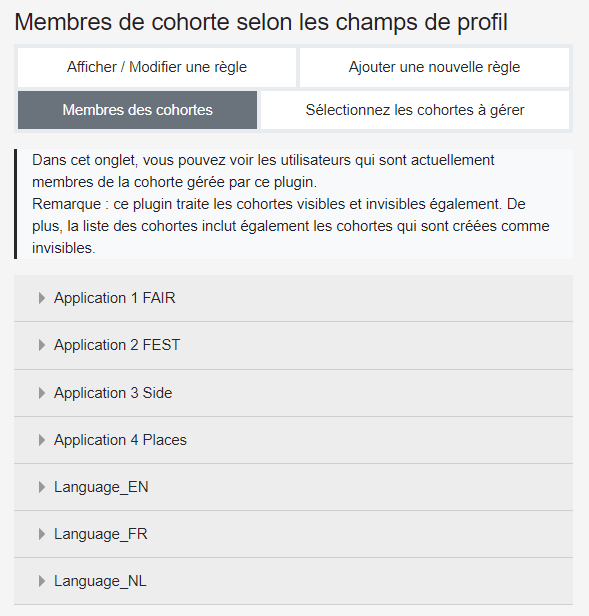 Membres de cohorte selon les champs de profil
Afficher / Modifier une règle
Ajouter une nouvelle règle
Membres des cohortes
Sélectionnez les cohortes à gérer
Dans cet onglet, vous pouvez voir les utilisateurs qui sont actuellement
membres de la cohorte gérée par ce plugin.
Remarque : ce plugin traite les cohortes visibles et invisibles également. De
plus, la liste des cohortes inclut également les cohortes qui sont créées comme
invisibles.
Application 1 FAIR
Application 2 FEST
Application 3 Side
Application 4 Places
Language_EN
Language_FR
Language_NL